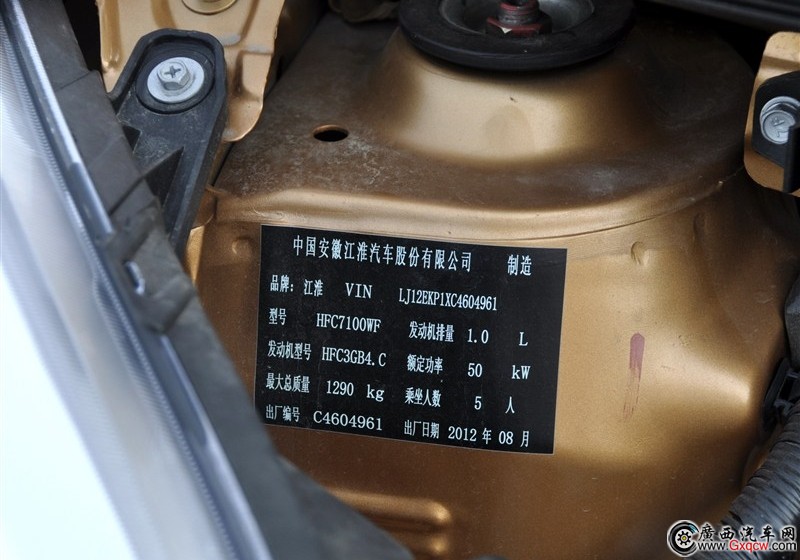 中国安徽江淮汽车股份有限公司 制造
品牌：江淮 VIN LJ12EKP1XC4604961
型号 HFC7100WF 发动机排量 1.0 L
发动机型号 HFC3GB4.C 额定功率 50 kW
最大总质量 1290 kg 乘坐人数 5 人
出厂编号 C4604961 出厂日期 2012 年 08 月
廣西汽车网
www.Gxqcw.com